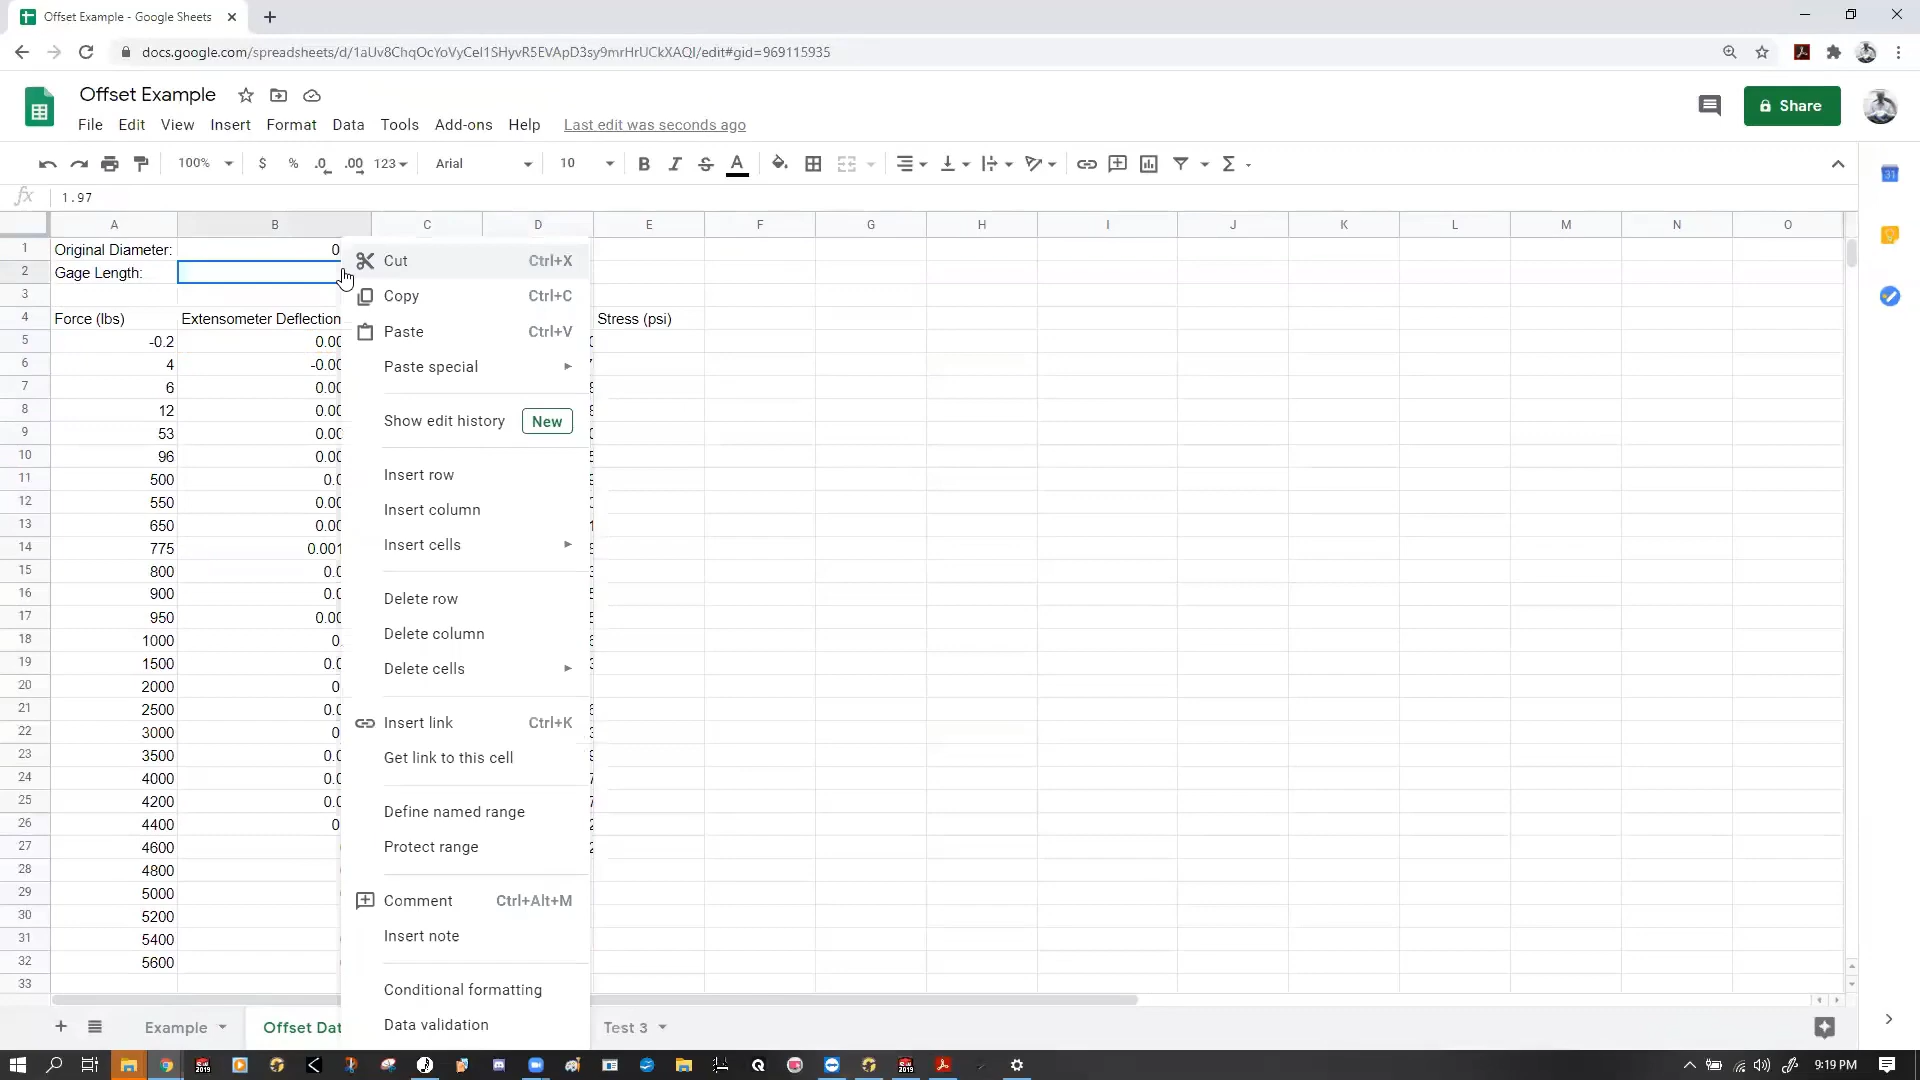 Offset Example - Google Sheets
docs.google.com/spreadsheets/d/1aUv8ChqOcYoVyCel1SHyvR5EVApD3sy9mrHrUCkXAQI/edit#gid=969115935
Offset Example
File Edit View Insert Format Data Tools Add-ons Help Last edit was seconds ago
Share
100% $ % .0 .00 123 Arial 10 B I S A Σ
31
fx 1.97
A B C D E F G H I J K L M N O
1 Original Diameter: 0
2 Gage Length:
3
4 Force (lbs) Extensometer Deflection Stress (psi)
5 -0.2 0.00
6 4 -0.00
7 6 0.00
8 12 0.00
9 53 0.00
10 96 0.00
11 500 0.0
12 550 0.00
13 650 0.00
14 775 0.001
15 800 0.0
16 900 0.0
17 950 0.00
18 1000 0.
19 1500 0.0
20 2000 0
21 2500 0.0
22 3000 0
23 3500 0.0
24 4000 0.0
25 4200 0.0
26 4400 0
27 4600
28 4800
29 5000
30 5200
31 5400
32 5600
33
Cut Ctrl+X
Copy Ctrl+C
Paste Ctrl+V
Paste special
Show edit history New
Insert row
Insert column
Insert cells
Delete row
Delete column
Delete cells
Insert link Ctrl+K
Get link to this cell
Define named range
Protect range
Comment Ctrl+Alt+M
Insert note
Conditional formatting
Data validation
Example Offset Dat Test 3
2019 2019 9:19 PM